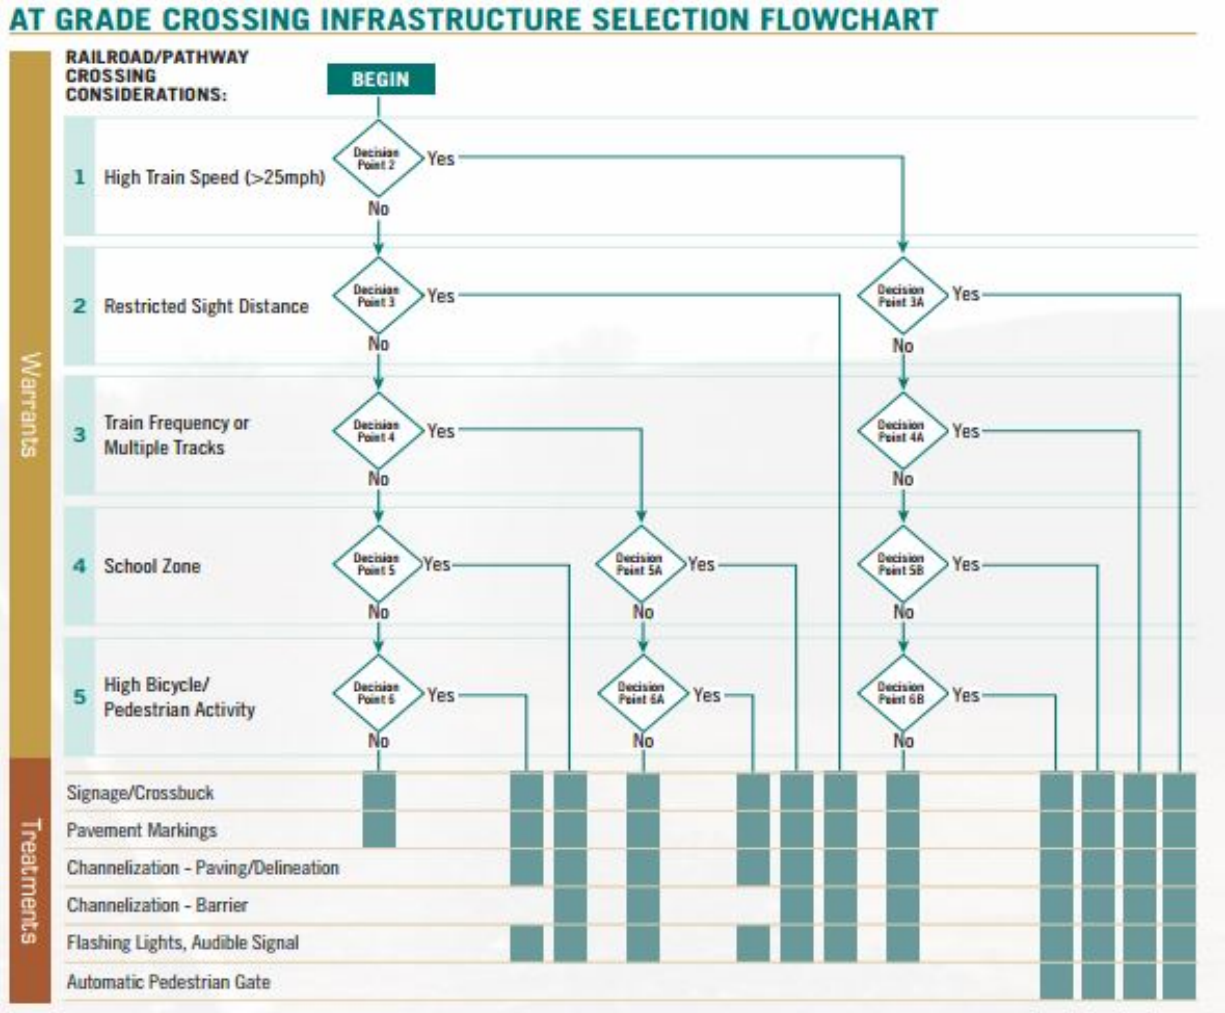 AT GRADE CROSSING INFRASTRUCTURE SELECTION FLOWCHART
RAILROAD/PATHWAY
CROSSING
CONSIDERATIONS:
BEGIN
Warrants
1
High Train Speed (>25mph)
Decision
Point 2
Yes
No
2
Restricted Sight Distance
Decision
Point 3
Yes
No
Decision
Point 3A
Yes
No
3
Train Frequency or
Multiple Tracks
Decision
Point 4
Yes
No
Decision
Point 4A
Yes
No
4
School Zone
Decision
Point 5
Yes
No
Decision
Point 5A
Yes
No
Decision
Point 5B
Yes
No
5
High Bicycle/
Pedestrian Activity
Decision
Point 6
Yes
No
Decision
Point 6A
Yes
No
Decision
Point 6B
Yes
No
Treatments
Signage/Crossbuck
Pavement Markings
Channelization - Paving/Delineation
Channelization - Barrier
Flashing Lights, Audible Signal
Automatic Pedestrian Gate